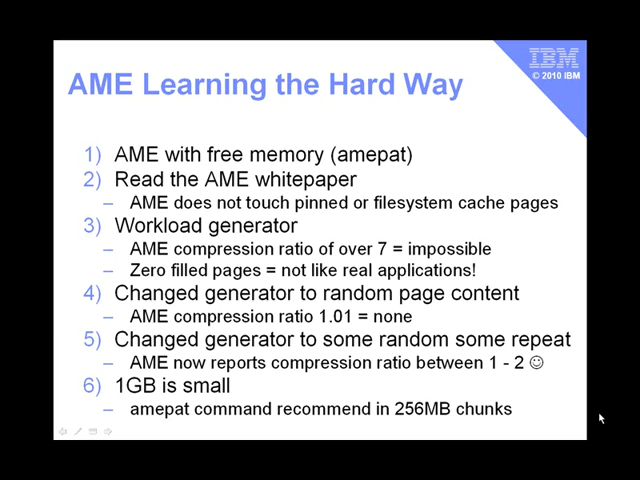 IBM
© 2010 IBM
AME Learning the Hard Way
1) AME with free memory (amepat)
2) Read the AME whitepaper
– AME does not touch pinned or filesystem cache pages
3) Workload generator
– AME compression ratio of over 7 = impossible
– Zero filled pages = not like real applications!
4) Changed generator to random page content
– AME compression ratio 1.01 = none
5) Changed generator to some random some repeat
– AME now reports compression ratio between 1 - 2 ☺
6) 1GB is small
– amepat command recommend in 256MB chunks